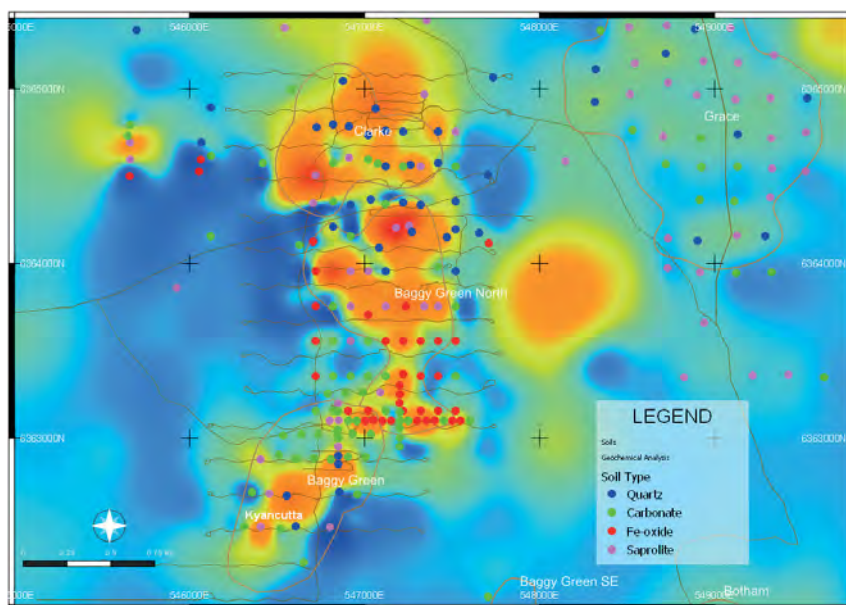 546000E 547000E 548000E 549000E
6365000N 6365000N
Grace
Clarke
6364000N 6364000N
Baggy Green North
LEGEND
6363000N 6363000N
Soils
Geochemical Analysis
Soil Type
Baggy Green
Quartz
Kyancutta
Carbonate
Fe-oxide
Saprolite
Baggy Green SE
Botham
546000E 547000E 548000E 549000E